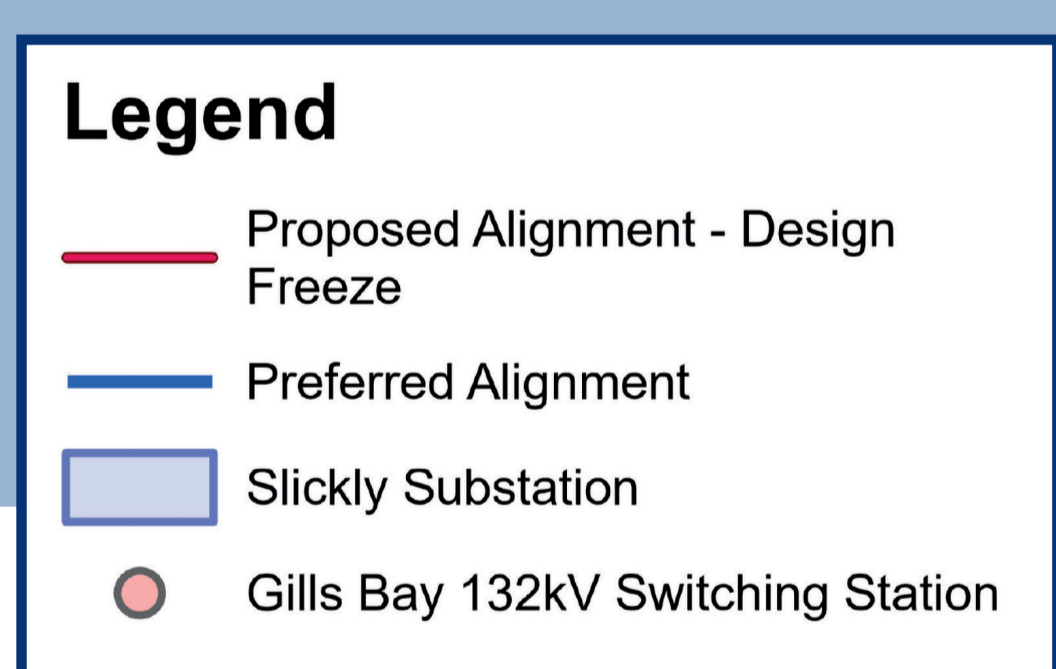 Legend
Proposed Alignment - Design
Freeze
Preferred Alignment
Slickly Substation
Gills Bay 132kV Switching Station